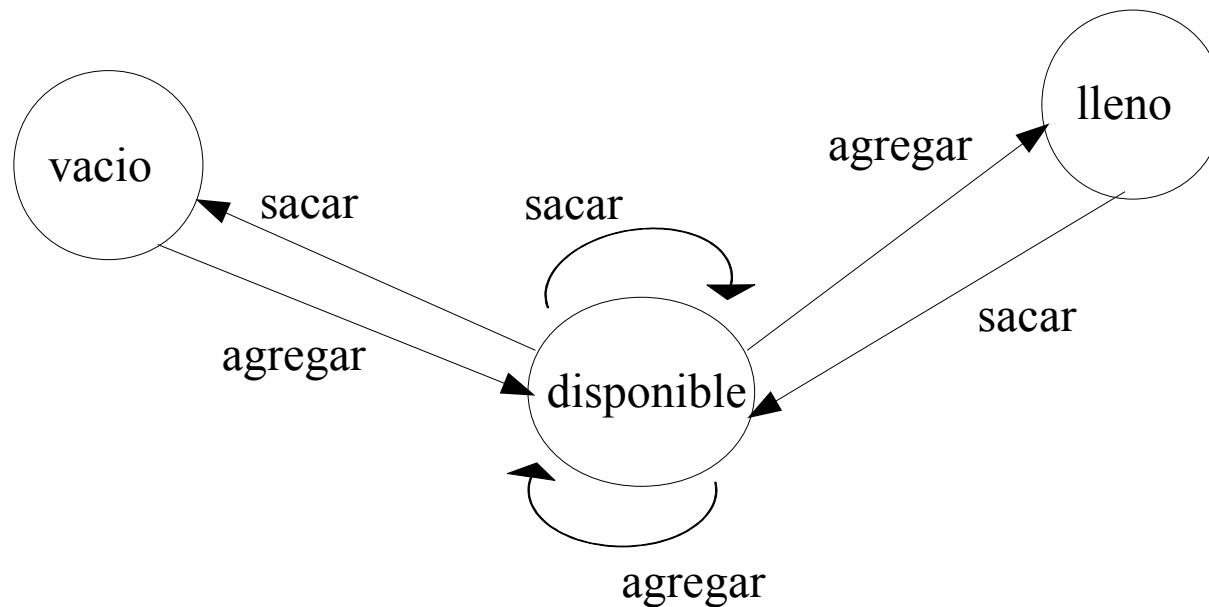 lleno
agregar
vacio
sacar
sacar
sacar
agregar
disponible
agregar